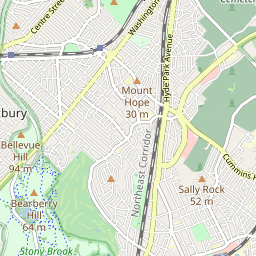 Centre Street
Washington
Hyde Park Avenue
Mount
Hope
30 m
Bellevue
Hill
94 m
Northeast Corridor
Cummins
Sally Rock
52 m
Bearberry
Hill
64 m
Stony Brook